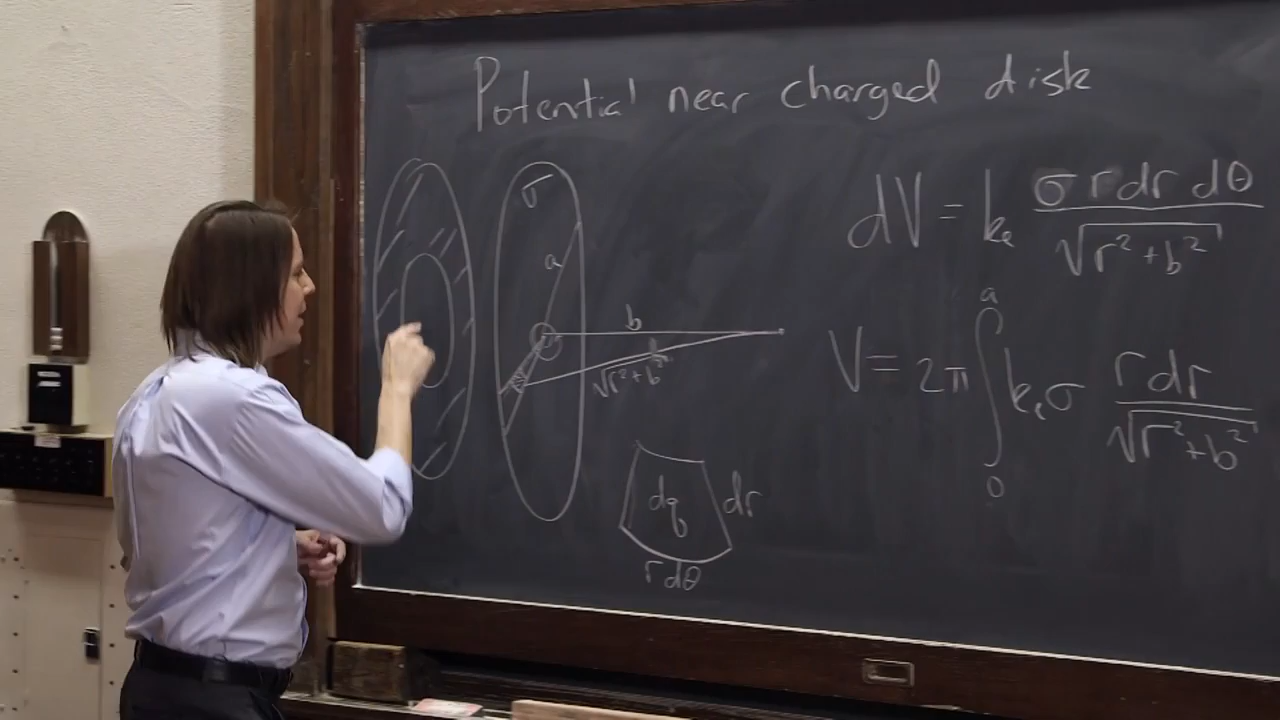 Potential near charged disk
σ
a
b
√r²+b²
dq
dr
rdθ
dV = kₑ σ r dr dθ / √r²+b²
V = 2π ∫₀ᵃ kₑσ r dr / √r²+b²